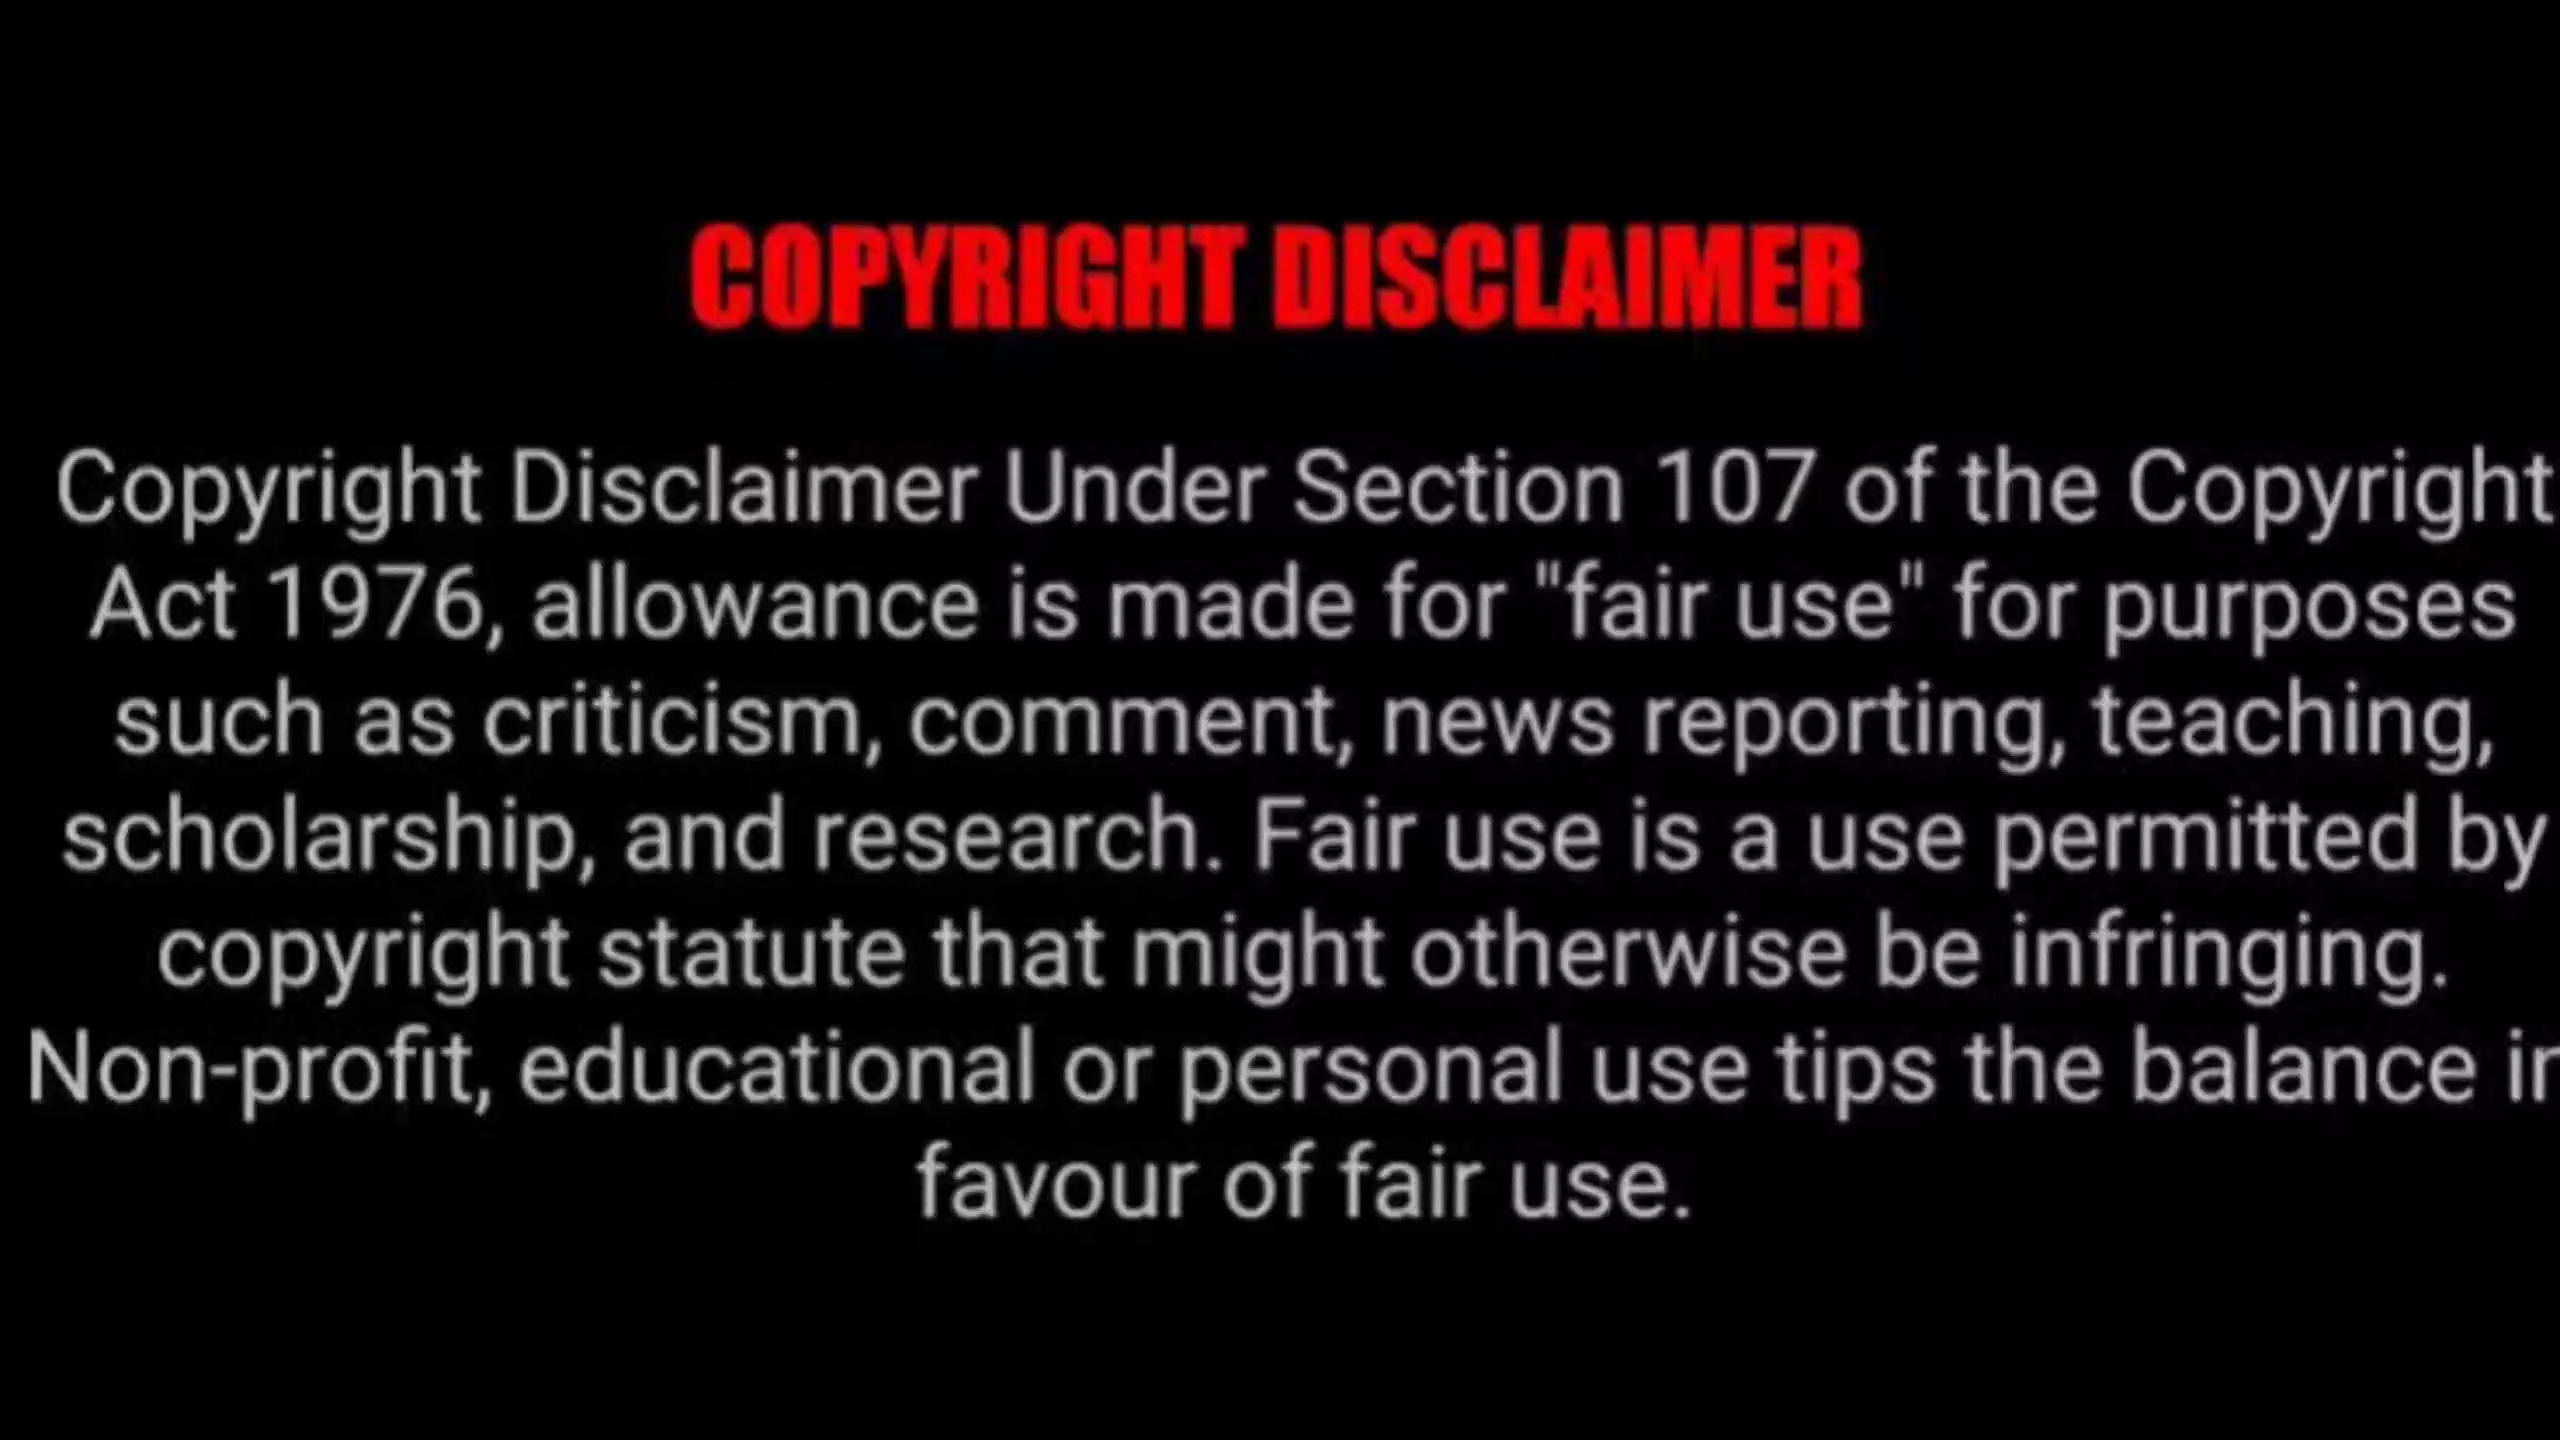 COPYRIGHT DISCLAIMER
Copyright Disclaimer Under Section 107 of the Copyright
Act 1976, allowance is made for "fair use" for purposes
such as criticism, comment, news reporting, teaching,
scholarship, and research. Fair use is a use permitted by
copyright statute that might otherwise be infringing.
Non-profit, educational or personal use tips the balance in
favour of fair use.